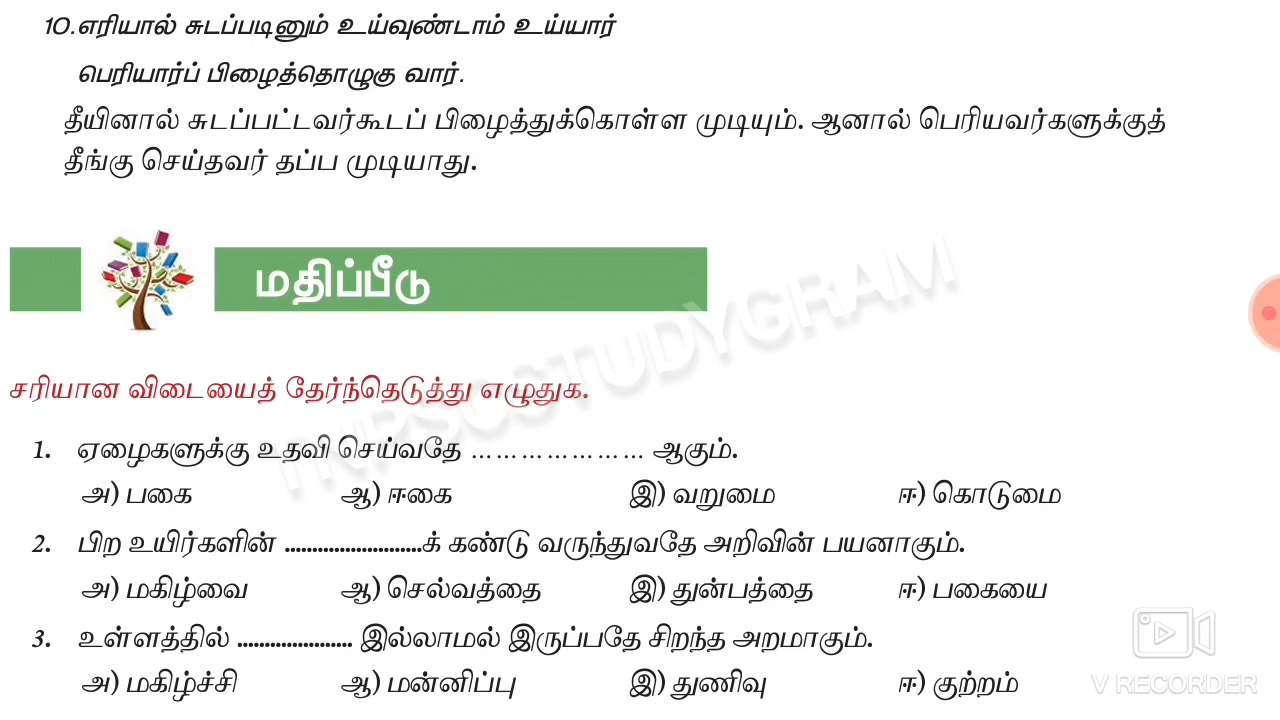 10.எரியால் சுடப்படினும் உய்வுண்டாம் உய்யார்
பெரியார்ப் பிழைத்தொழுகு வார்.
தீயினால் சுடப்பட்டவர்கூடப் பிழைத்துக்கொள்ள முடியும். ஆனால் பெரியவர்களுக்குத்
தீங்கு செய்தவர் தப்ப முடியாது.
மதிப்பீடு
TNPSCSTUDYGRAM
சரியான விடையைத் தேர்ந்தெடுத்து எழுதுக.
1. ஏழைகளுக்கு உதவி செய்வதே ..................... ஆகும்.
அ) பகை ஆ) ஈகை இ) வறுமை ஈ) கொடுமை
2. பிற உயிர்களின் .........................க் கண்டு வருந்துவதே அறிவின் பயனாகும்.
அ) மகிழ்வை ஆ) செல்வத்தை இ) துன்பத்தை ஈ) பகையை
3. உள்ளத்தில் ..................... இல்லாமல் இருப்பதே சிறந்த அறமாகும்.
அ) மகிழ்ச்சி ஆ) மன்னிப்பு இ) துணிவு ஈ) குற்றம்
V RECORDER